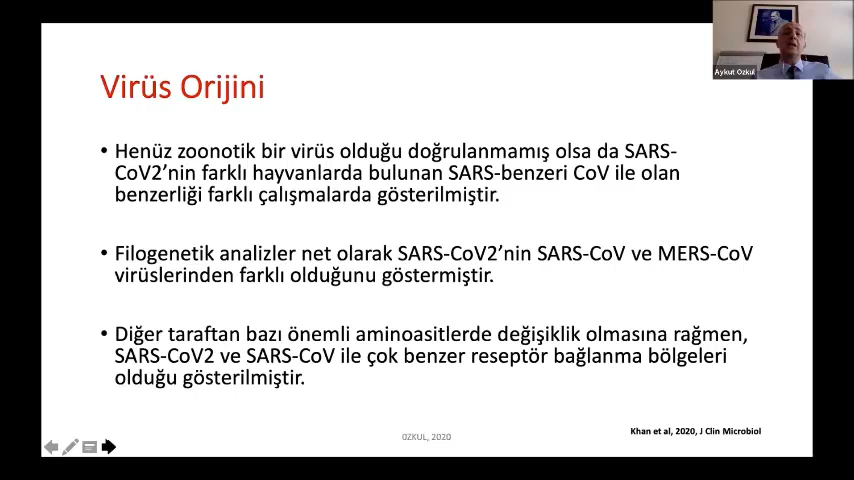 Aykut Ozkul
Virüs Orijini
• Henüz zoonotik bir virüs olduğu doğrulanmamış olsa da SARS-
CoV2’nin farklı hayvanlarda bulunan SARS-benzeri CoV ile olan
benzerliği farklı çalışmalarda gösterilmiştir.
• Filogenetik analizler net olarak SARS-CoV2’nin SARS-CoV ve MERS-CoV
virüslerinden farklı olduğunu göstermiştir.
• Diğer taraftan bazı önemli aminoasitlerde değişiklik olmasına rağmen,
SARS-CoV2 ve SARS-CoV ile çok benzer reseptör bağlanma bölgeleri
olduğu gösterilmiştir.
Khan et al, 2020, J Clin Microbiol
OZKUL, 2020